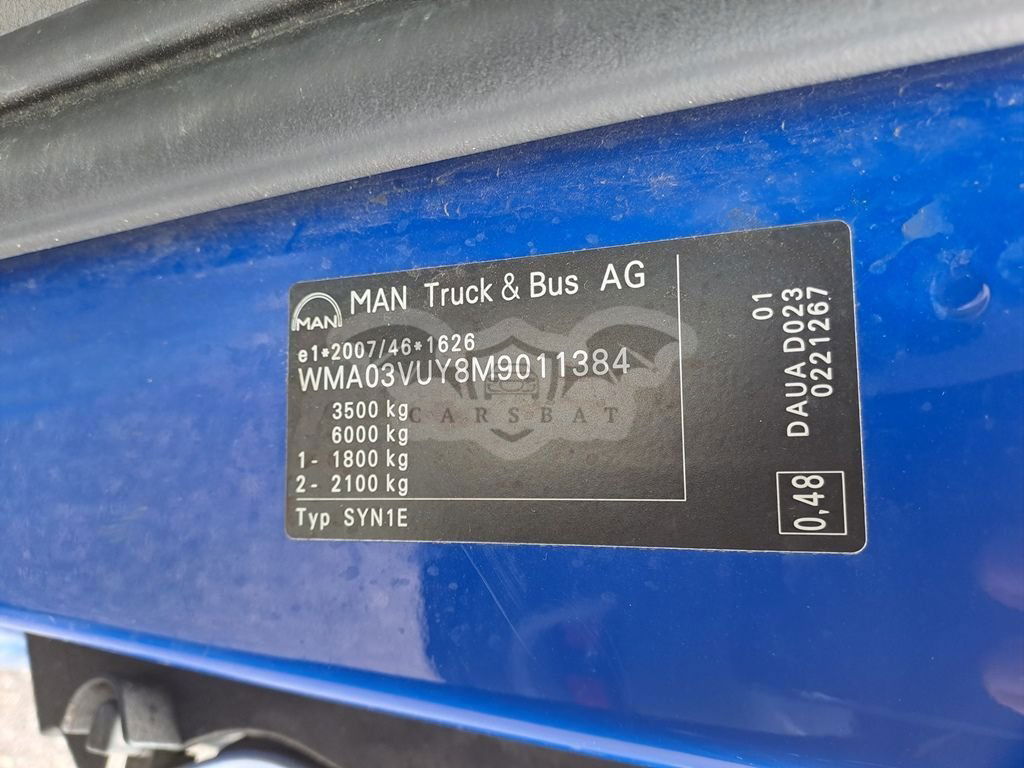 MAN
MAN Truck & Bus AG
e1*2007/46*1626
WMA03VUY8M9011384
3500 kg
6000 kg
1- 1800 kg
2- 2100 kg
Typ SYN1E
CARSBAT
01
DAUA D023
0221267
0,48